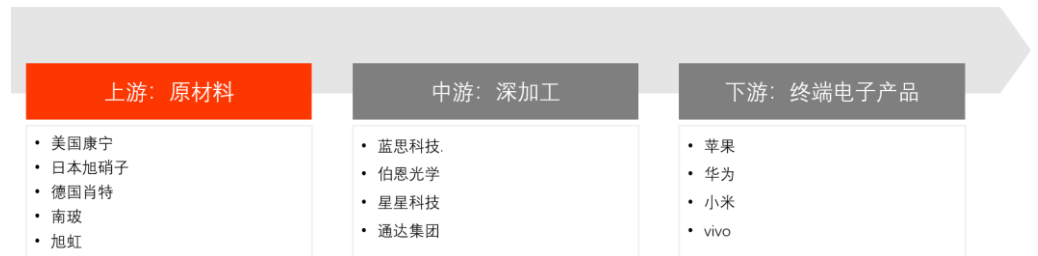 上游：原材料
• 美国康宁
• 日本旭硝子
• 德国肖特
• 南玻
• 旭虹
中游：深加工
• 蓝思科技.
• 伯恩光学
• 星星科技
• 通达集团
下游：终端电子产品
• 苹果
• 华为
• 小米
• vivo